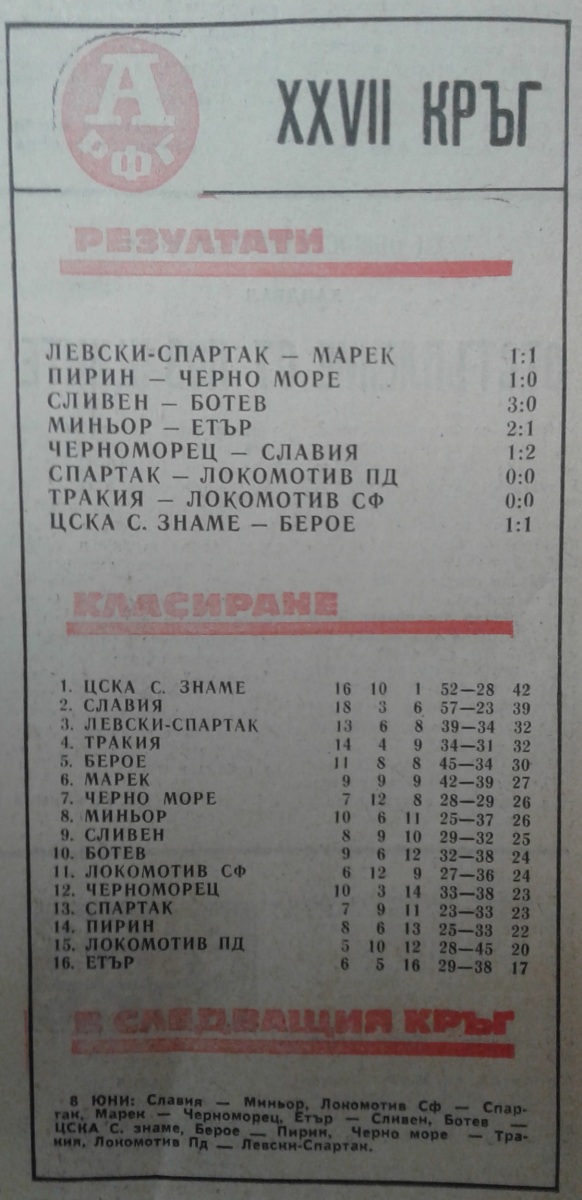 А
РФГ
XXVII КРЪГ
РЕЗУЛТАТИ
ЛЕВСКИ-СПАРТАК — МАРЕК 1:1
ПИРИН — ЧЕРНО МОРЕ 1:0
СЛИВЕН — БОТЕВ 3:0
МИНЬОР — ЕТЪР 2:1
ЧЕРНОМОРЕЦ — СЛАВИЯ 1:2
СПАРТАК — ЛОКОМОТИВ ПД 0:0
ТРАКИЯ — ЛОКОМОТИВ СФ 0:0
ЦСКА С. ЗНАМЕ — БЕРОЕ 1:1
КЛАСИРАНЕ
1. ЦСКА С. ЗНАМЕ 16 10 1 52—28 42
2. СЛАВИЯ 18 3 6 57—23 39
3. ЛЕВСКИ-СПАРТАК 13 6 8 39—34 32
4. ТРАКИЯ 14 4 9 34—31 32
5. БЕРОЕ 11 8 8 45—34 30
6. МАРЕК 9 9 9 42—39 27
7. ЧЕРНО МОРЕ 7 12 8 28—29 26
8. МИНЬОР 10 6 11 25—37 26
9. СЛИВЕН 8 9 10 29—32 25
10. БОТЕВ 9 6 12 32—38 24
11. ЛОКОМОТИВ СФ 6 12 9 27—36 24
12. ЧЕРНОМОРЕЦ 10 3 14 33—38 23
13. СПАРТАК 7 9 11 23—33 23
14. ПИРИН 8 6 13 25—33 22
15. ЛОКОМОТИВ ПД 5 10 12 28—45 20
16. ЕТЪР 6 5 16 29—38 17
В СЛЕДВАЩИЯ КРЪГ
8 ЮНИ: Славия — Миньор, Локомотив Сф — Спар-
так, Марек — Черноморец, Етър — Сливен, Ботев —
ЦСКА С. знаме, Берое — Пирин, Черно море — Тра-
кия, Локомотив Пд — Левски-Спартак.